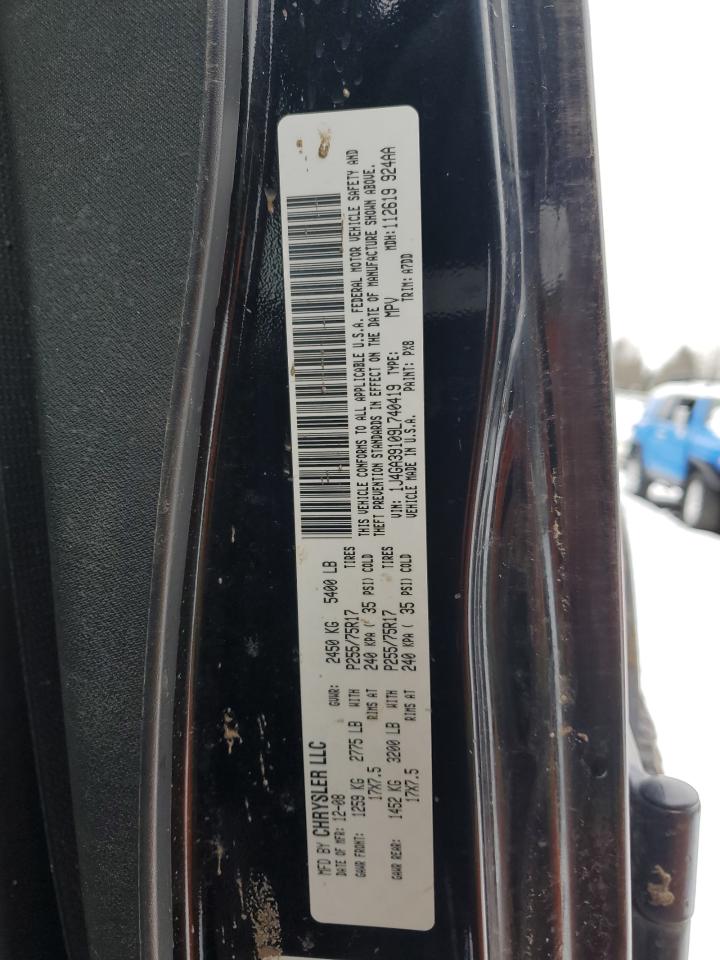 MFD BY CHRYSLER LLC
DATE OF MFR: 12-08 GVWR: 2450 KG 5400 LB
GAWR FRONT: 1259 KG 2775 LB WITH P255/75R17 TIRES
17X7.5 RIMS AT 240 KPA ( 35 PSI) COLD
GAWR REAR: 1452 KG 3200 LB WITH P255/75R17 TIRES
17X7.5 RIMS AT 240 KPA ( 35 PSI) COLD
THIS VEHICLE CONFORMS TO ALL APPLICABLE U.S.A. FEDERAL MOTOR VEHICLE SAFETY AND
THEFT PREVENTION STANDARDS IN EFFECT ON THE DATE OF MANUFACTURE SHOWN ABOVE.
VIN: 1J4GA39109L740419 TYPE: MPV MDH: 112619 924AA
VEHICLE MADE IN U.S.A. PAINT: PX8 TRIM: A7DD